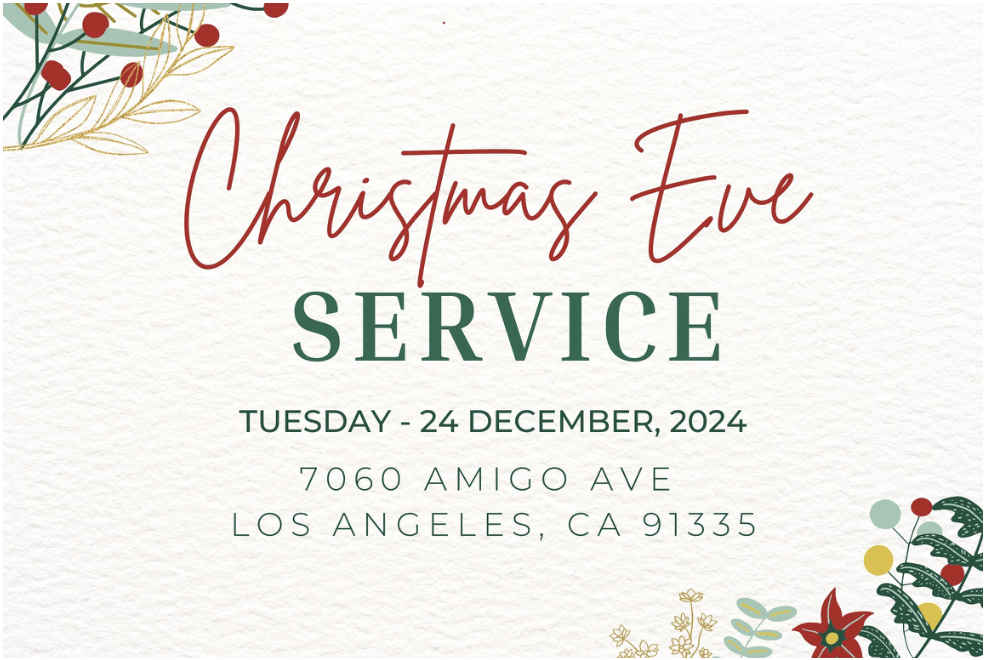 Christmas Eve
SERVICE
TUESDAY - 24 DECEMBER, 2024
7060 AMIGO AVE
LOS ANGELES, CA 91335